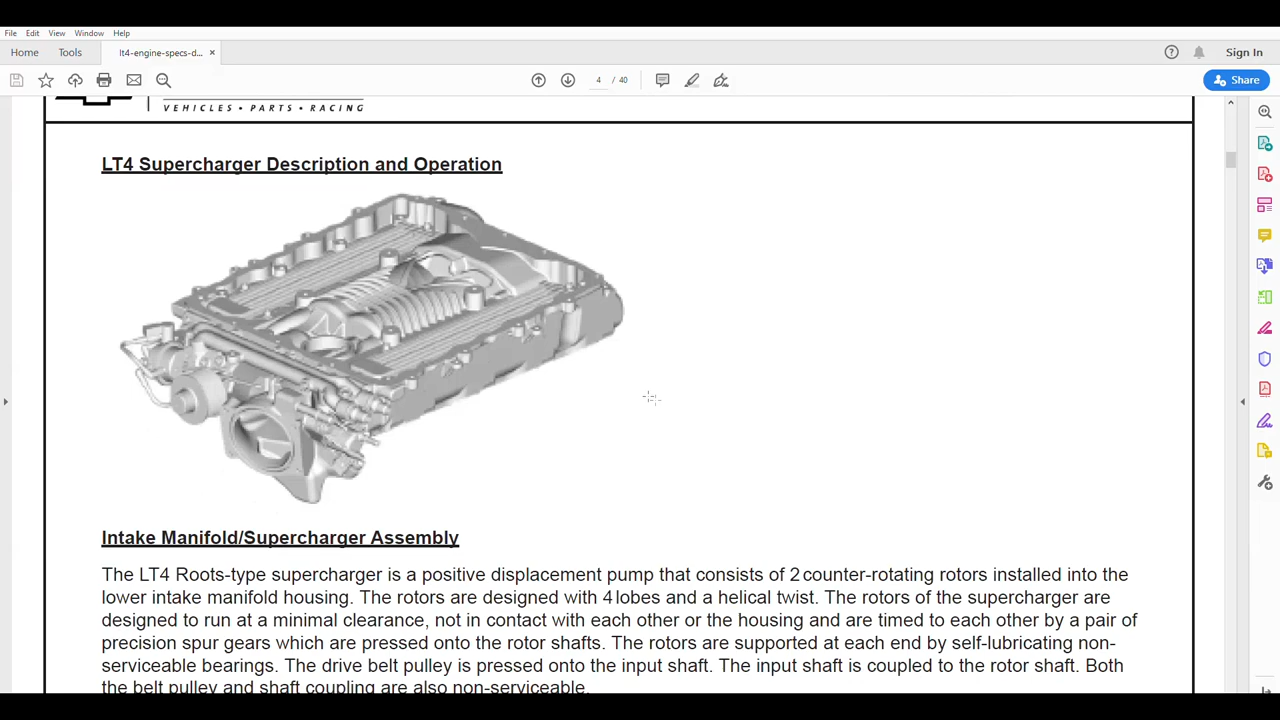 File Edit View Window Help
Home Tools lt4-engine-specs-d... × Sign In
4 / 40 Share
VEHICLES • PARTS • RACING
LT4 Supercharger Description and Operation
Intake Manifold/Supercharger Assembly
The LT4 Roots-type supercharger is a positive displacement pump that consists of 2 counter-rotating rotors installed into the
lower intake manifold housing. The rotors are designed with 4 lobes and a helical twist. The rotors of the supercharger are
designed to run at a minimal clearance, not in contact with each other or the housing and are timed to each other by a pair of
precision spur gears which are pressed onto the rotor shafts. The rotors are supported at each end by self-lubricating non-
serviceable bearings. The drive belt pulley is pressed onto the input shaft. The input shaft is coupled to the rotor shaft. Both
the belt pulley and shaft coupling are also non-serviceable.